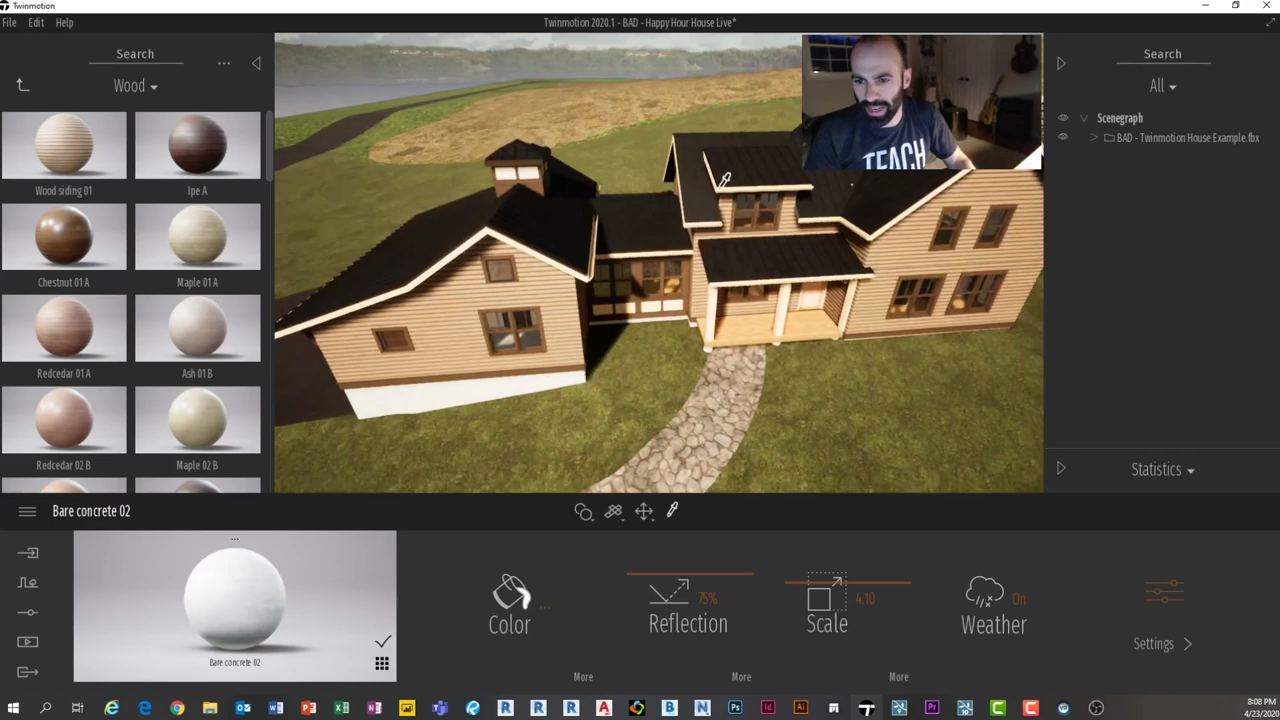 Twinmotion
File Edit Help
Twinmotion 2020.1 - BAD - Happy Hour House Live*
Search
...
Wood
Wood siding 01
Ipe A
Chestnut 01 A
Maple 01 A
Redcedar 01 A
Ash 01 B
Redcedar 02 B
Maple 02 B
TEACH
Search
All
Scenegraph
BAD - Twinmotion House Example.fbx
Statistics
Bare concrete 02
...
Bare concrete 02
Color
...
75%
Reflection
4.10
Scale
On
Weather
Settings
More
More
More
8:08 PM
4/23/2020